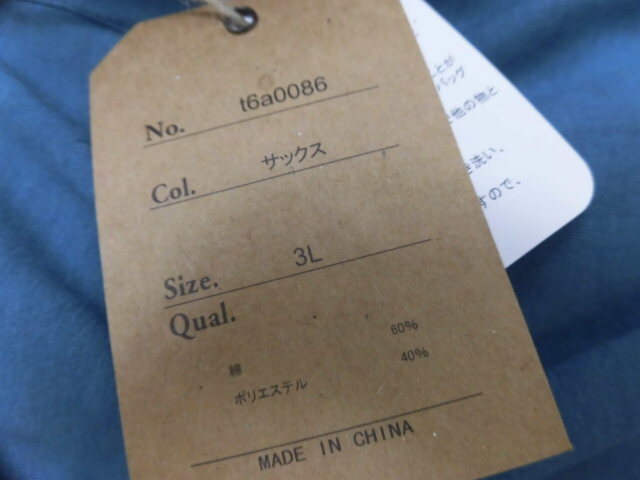 No. t6a0086
Col. サックス
Size. 3L
Qual.
綿 60%
ポリエステル 40%
MADE IN CHINA
とが
バッグ
他の物と
洗い、
すので、